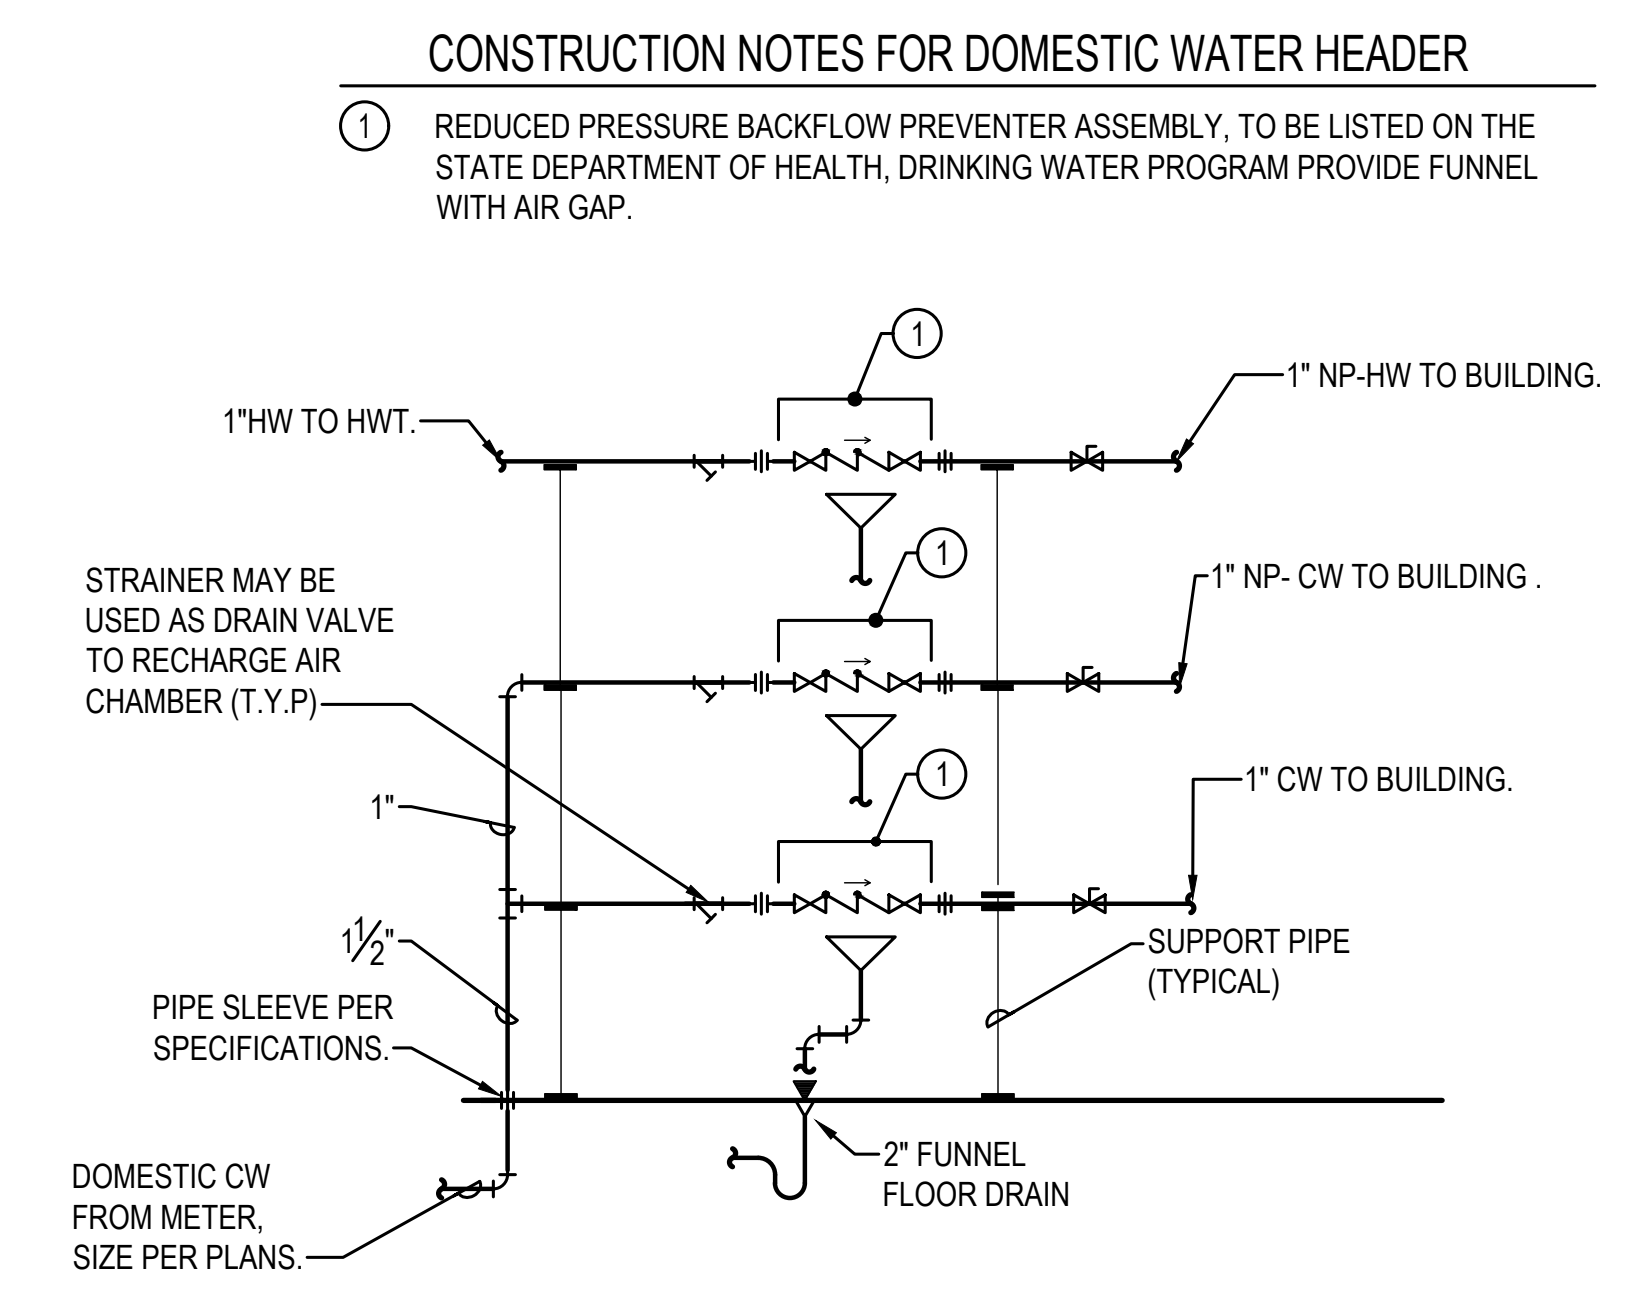 CONSTRUCTION NOTES FOR DOMESTIC WATER HEADER
1 REDUCED PRESSURE BACKFLOW PREVENTER ASSEMBLY, TO BE LISTED ON THE
STATE DEPARTMENT OF HEALTH, DRINKING WATER PROGRAM PROVIDE FUNNEL
WITH AIR GAP.
1
1" NP-HW TO BUILDING.
1"HW TO HWT.
1
1" NP- CW TO BUILDING .
STRAINER MAY BE
USED AS DRAIN VALVE
TO RECHARGE AIR
CHAMBER (T.Y.P)
1
1" CW TO BUILDING.
1"
1 1/2"
SUPPORT PIPE
(TYPICAL)
PIPE SLEEVE PER
SPECIFICATIONS.
2" FUNNEL
FLOOR DRAIN
DOMESTIC CW
FROM METER,
SIZE PER PLANS.